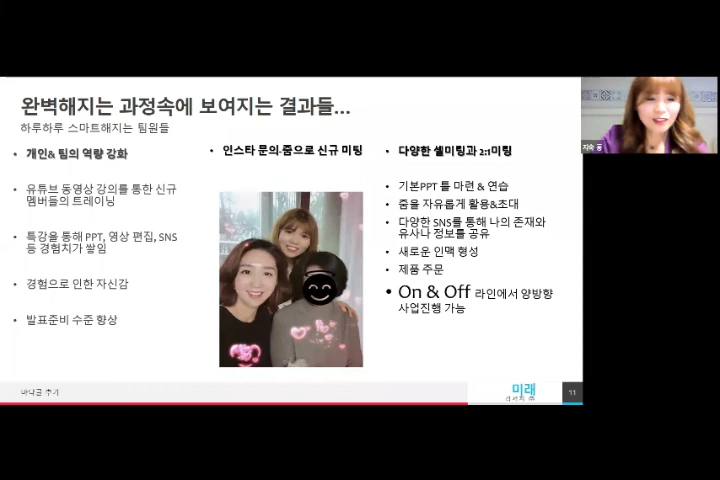 완벽해지는 과정속에 보여지는 결과들...
하루하루 스마트해지는 팀원들
• 개인& 팀의 역량 강화
• 유튜브 동영상 강의를 통한 신규
멤버들의 트레이닝
• 특강을 통해 PPT, 영상 편집, SNS
등 경험치가 쌓임
• 경험으로 인한 자신감
• 발표준비 수준 향상
• 인스타 문의-줌으로 신규 미팅
• 다양한 셀미팅과 2:1미팅
• 기본PPT 틀 마련 & 연습
• 줌을 자유롭게 활용&초대
• 다양한 SNS를 통해 나의 존재와
유사나 정보를 공유
• 새로운 인맥 형성
• 제품 주문
• On & Off 라인에서 양방향
사업진행 가능
바닥글 추가
미래
11